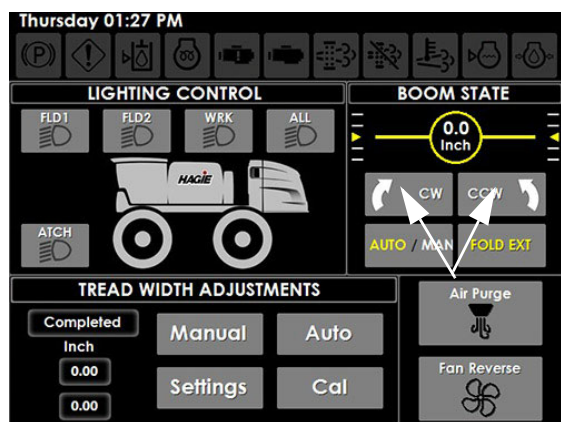 Thursday 01:27 PM
LIGHTING CONTROL
BOOM STATE
FLD1 FLD2 WRK ALL
0.0
Inch
HAGIE
CW CCW
ATCH
AUTO / MAN FOLD EXT
TREAD WIDTH ADJUSTMENTS
Air Purge
Completed
Inch
Manual Auto
0.00
Fan Reverse
Settings Cal
0.00